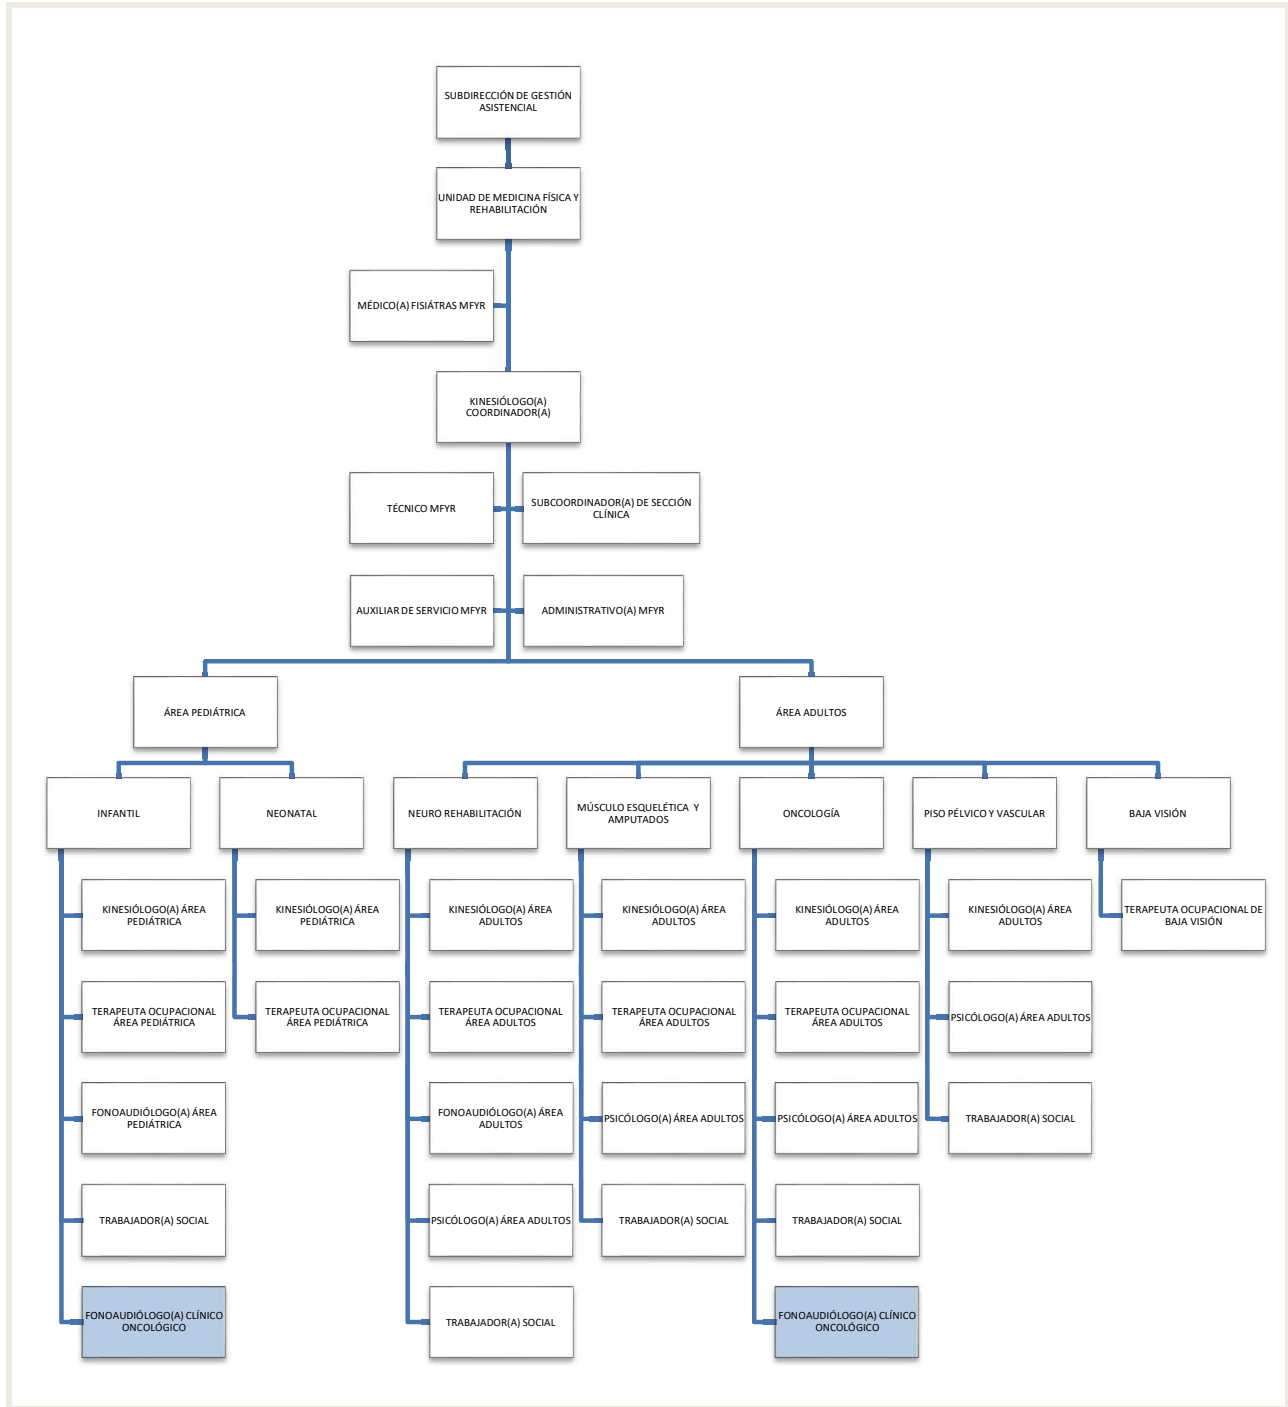 SUBDIRECCIÓN DE GESTIÓN
ASISTENCIAL
UNIDAD DE MEDICINA FÍSICA Y
REHABILITACIÓN
MÉDICO(A) FISIÁTRAS MFYR
KINESIÓLOGO(A)
COORDINADOR(A)
TÉCNICO MFYR
SUBCOORDINADOR(A) DE SECCIÓN
CLÍNICA
AUXILIAR DE SERVICIO MFYR
ADMINISTRATIVO(A) MFYR
ÁREA PEDIÁTRICA
ÁREA ADULTOS
INFANTIL
NEONATAL
NEURO REHABILITACIÓN
MÚSCULO ESQUELÉTICA Y
AMPUTADOS
ONCOLOGÍA
PISO PÉLVICO Y VASCULAR
BAJA VISIÓN
KINESIÓLOGO(A) ÁREA
PEDIÁTRICA
KINESIÓLOGO(A) ÁREA
PEDIÁTRICA
KINESIÓLOGO(A) ÁREA
ADULTOS
KINESIÓLOGO(A) ÁREA
ADULTOS
KINESIÓLOGO(A) ÁREA
ADULTOS
KINESIÓLOGO(A) ÁREA
ADULTOS
TERAPEUTA OCUPACIONAL DE
BAJA VISIÓN
TERAPEUTA OCUPACIONAL
ÁREA PEDIÁTRICA
TERAPEUTA OCUPACIONAL
ÁREA PEDIÁTRICA
TERAPEUTA OCUPACIONAL
ÁREA ADULTOS
TERAPEUTA OCUPACIONAL
ÁREA ADULTOS
TERAPEUTA OCUPACIONAL
ÁREA ADULTOS
PSICÓLOGO(A) ÁREA ADULTOS
FONOAUDIÓLOGO(A) ÁREA
PEDIÁTRICA
FONOAUDIÓLOGO(A) ÁREA
ADULTOS
PSICÓLOGO(A) ÁREA ADULTOS
PSICÓLOGO(A) ÁREA ADULTOS
TRABAJADOR(A) SOCIAL
TRABAJADOR(A) SOCIAL
PSICÓLOGO(A) ÁREA ADULTOS
TRABAJADOR(A) SOCIAL
TRABAJADOR(A) SOCIAL
FONOAUDIÓLOGO(A) CLÍNICO
ONCOLÓGICO
TRABAJADOR(A) SOCIAL
FONOAUDIÓLOGO(A) CLÍNICO
ONCOLÓGICO